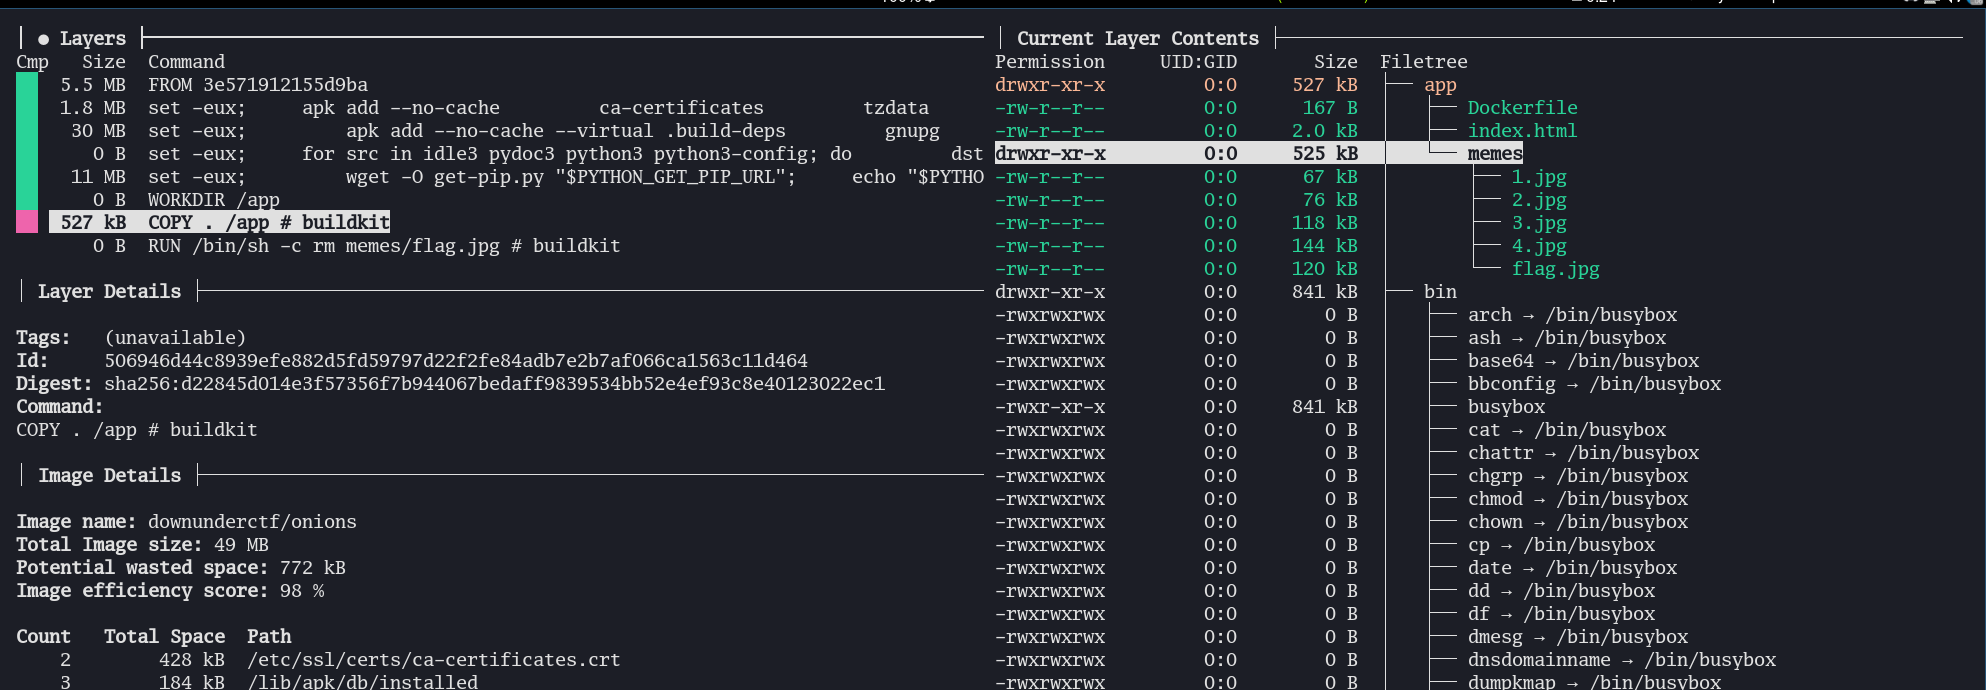 ● Layers
Cmp Size Command
5.5 MB FROM 3e571912155d9ba
1.8 MB set -eux; apk add --no-cache ca-certificates tzdata
30 MB set -eux; apk add --no-cache --virtual .build-deps gnupg
0 B set -eux; for src in idle3 pydoc3 python3 python3-config; do dst
11 MB set -eux; wget -O get-pip.py "$PYTHON_GET_PIP_URL"; echo "$PYTHO
0 B WORKDIR /app
527 kB COPY . /app # buildkit
0 B RUN /bin/sh -c rm memes/flag.jpg # buildkit
Layer Details
Tags: (unavailable)
Id: 506946d44c8939efe882d5fd59797d22f2fe84adb7e2b7af066ca1563c11d464
Digest: sha256:d22845d014e3f57356f7b944067bedaff9839534bb52e4ef93c8e40123022ec1
Command:
COPY . /app # buildkit
Image Details
Image name: downunderctf/onions
Total Image size: 49 MB
Potential wasted space: 772 kB
Image efficiency score: 98 %
Count Total Space Path
2 428 kB /etc/ssl/certs/ca-certificates.crt
3 184 kB /lib/apk/db/installed
Current Layer Contents
Permission UID:GID Size Filetree
drwxr-xr-x 0:0 527 kB app
-rw-r--r-- 0:0 167 B Dockerfile
-rw-r--r-- 0:0 2.0 kB index.html
drwxr-xr-x 0:0 525 kB memes
-rw-r--r-- 0:0 67 kB 1.jpg
-rw-r--r-- 0:0 76 kB 2.jpg
-rw-r--r-- 0:0 118 kB 3.jpg
-rw-r--r-- 0:0 144 kB 4.jpg
-rw-r--r-- 0:0 120 kB flag.jpg
drwxr-xr-x 0:0 841 kB bin
-rwxrwxrwx 0:0 0 B arch → /bin/busybox
-rwxrwxrwx 0:0 0 B ash → /bin/busybox
-rwxrwxrwx 0:0 0 B base64 → /bin/busybox
-rwxrwxrwx 0:0 0 B bbconfig → /bin/busybox
-rwxr-xr-x 0:0 841 kB busybox
-rwxrwxrwx 0:0 0 B cat → /bin/busybox
-rwxrwxrwx 0:0 0 B chattr → /bin/busybox
-rwxrwxrwx 0:0 0 B chgrp → /bin/busybox
-rwxrwxrwx 0:0 0 B chmod → /bin/busybox
-rwxrwxrwx 0:0 0 B chown → /bin/busybox
-rwxrwxrwx 0:0 0 B cp → /bin/busybox
-rwxrwxrwx 0:0 0 B date → /bin/busybox
-rwxrwxrwx 0:0 0 B dd → /bin/busybox
-rwxrwxrwx 0:0 0 B df → /bin/busybox
-rwxrwxrwx 0:0 0 B dmesg → /bin/busybox
-rwxrwxrwx 0:0 0 B dnsdomainname → /bin/busybox
-rwxrwxrwx 0:0 0 B dumpkmap → /bin/busybox